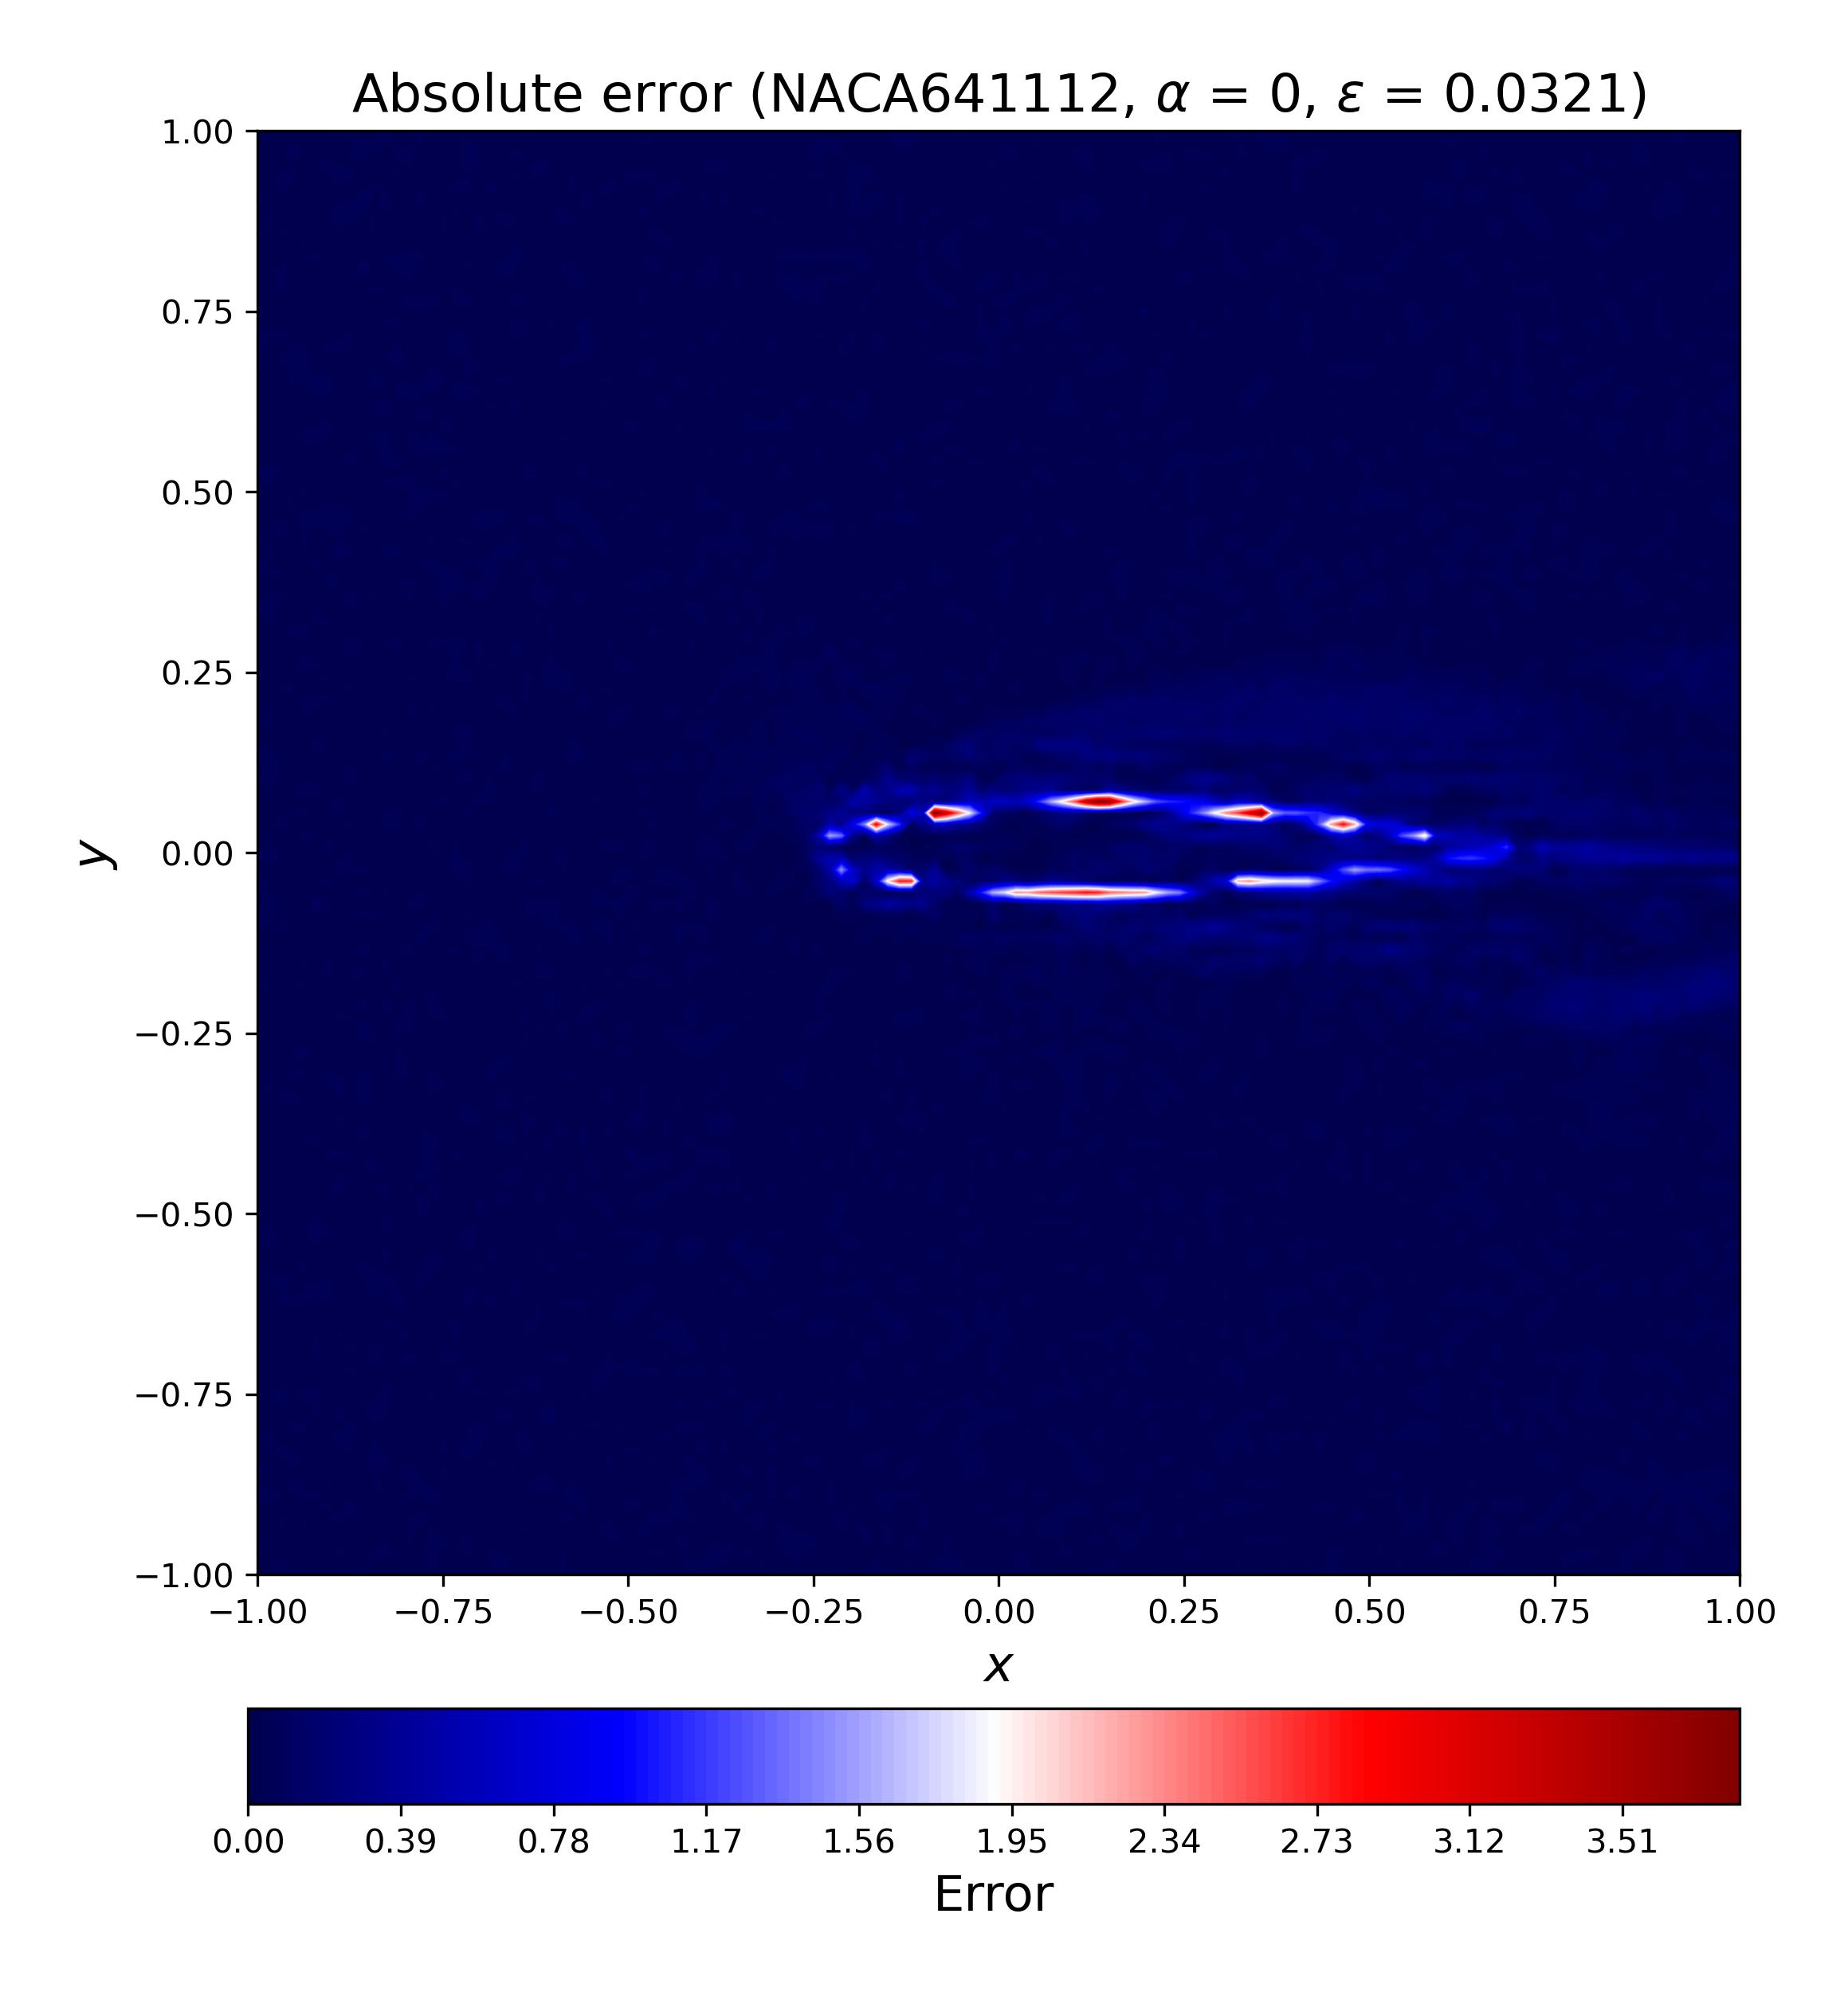 Absolute error (NACA641112, α = 0, ε = 0.0321)
1.00
0.75
0.50
0.25
0.00
−0.25
−0.50
−0.75
−1.00
y
−1.00 −0.75 −0.50 −0.25 0.00 0.25 0.50 0.75 1.00
x
0.00 0.39 0.78 1.17 1.56 1.95 2.34 2.73 3.12 3.51
Error